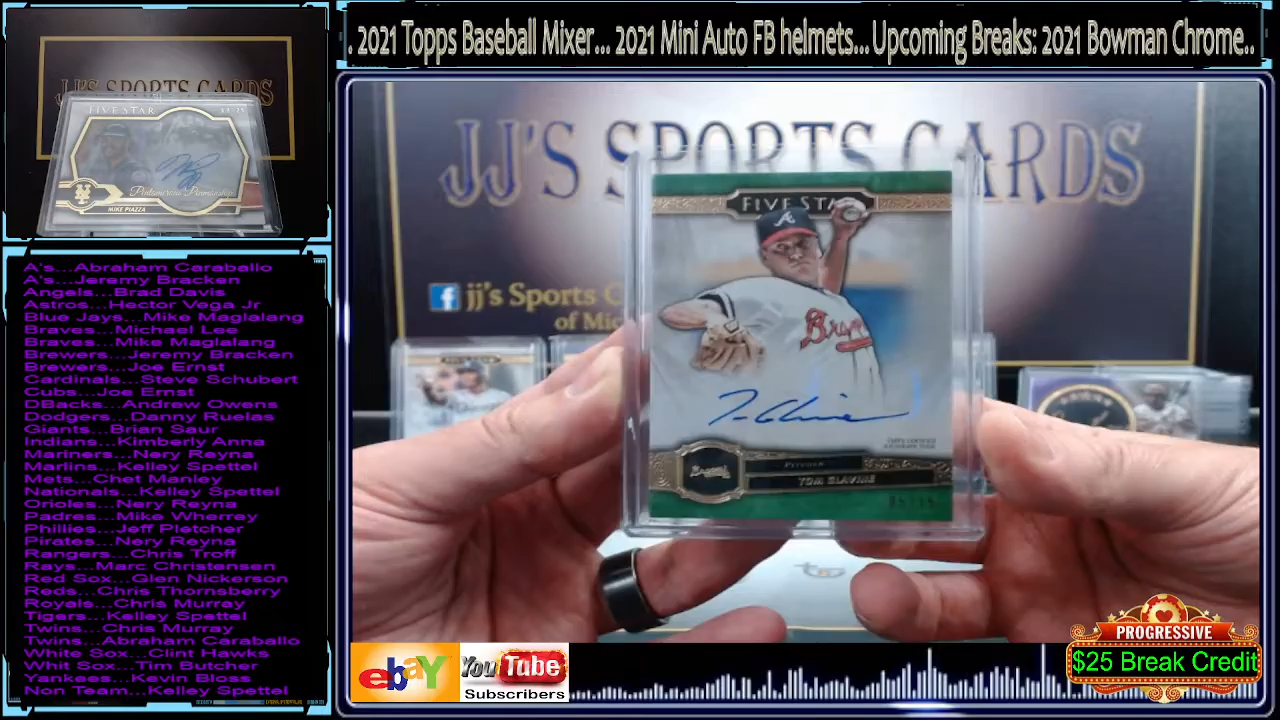 . 2021 Topps Baseball Mixer... 2021 Mini Auto FB helmets... Upcoming Breaks: 2021 Bowman Chrome..
JJ'S SPORTS CARDS
FIVE STAR
MIKE PIAZZA
A's...Abraham Caraballo
A's...Jeremy Bracken
Angels...Brad Davis
Astros...Hector Vega Jr
Blue Jays...Mike Maglalang
Braves...Michael Lee
Braves...Mike Maglalang
Brewers...Jeremy Bracken
Brewers...Joe Ernst
Cardinals...Steve Schubert
Cubs...Joe Ernst
DBacks...Andrew Owens
Dodgers...Danny Ruelas
Giants...Brian Saur
Indians...Kimberly Anna
Mariners...Nery Reyna
Marlins...Kelley Spettel
Mets...Chet Manley
Nationals...Kelley Spettel
Orioles...Nery Reyna
Padres...Mike Wherrey
Phillies...Jeff Pletcher
Pirates...Nery Reyna
Rangers...Chris Troff
Rays...Marc Christensen
Red Sox...Glen Nickerson
Reds...Chris Thornsberry
Royals...Chris Murray
Tigers...Kelley Spettel
Twins...Chris Murray
Twins...Abraham Caraballo
White Sox...Clint Hawks
Whit Sox...Tim Butcher
Yankees...Kevin Bloss
Non Team...Kelley Spettel
JJ'S SPORTS CARDS
f jj's Sports C
of Mic
FIVE STA
A
Braves
PITCHER
TOM GLAVINE
ebay
YouTube
Subscribers
PROGRESSIVE
$25 Break Credit